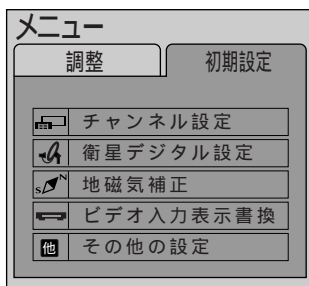 メニュー
調整 初期設定
チャンネル設定
衛星デジタル設定
S N 地磁気補正
ビデオ入力表示書換
他 その他の設定